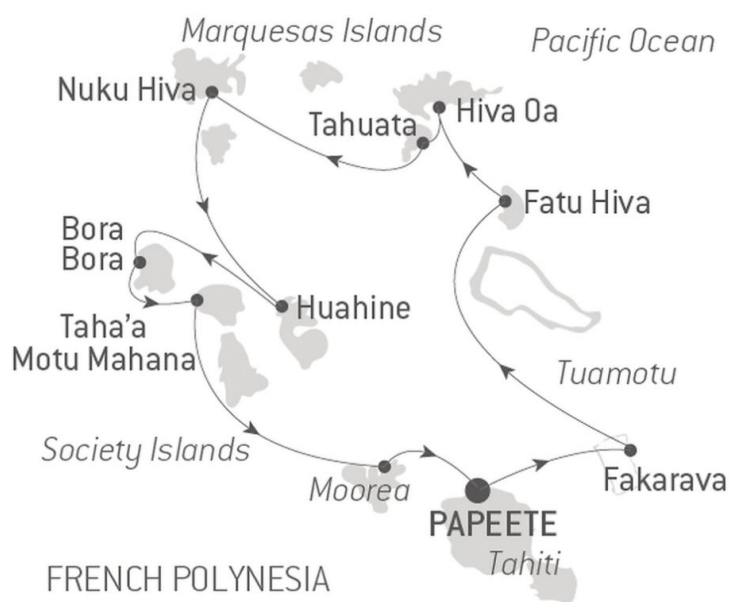 Marquesas Islands
Pacific Ocean
Nuku Hiva
Hiva Oa
Tahuata
Fatu Hiva
Bora
Bora
Huahine
Taha'a
Motu Mahana
Tuamotu
Society Islands
Moorea
Fakarava
PAPEETE
Tahiti
FRENCH POLYNESIA